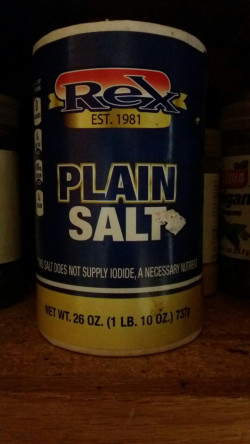 Rex
EST. 1981
PLAIN
SALT
THIS SALT DOES NOT SUPPLY IODIDE, A NECESSARY NUTRIENT
NET WT. 26 OZ. (1 LB. 10 OZ.) 737g